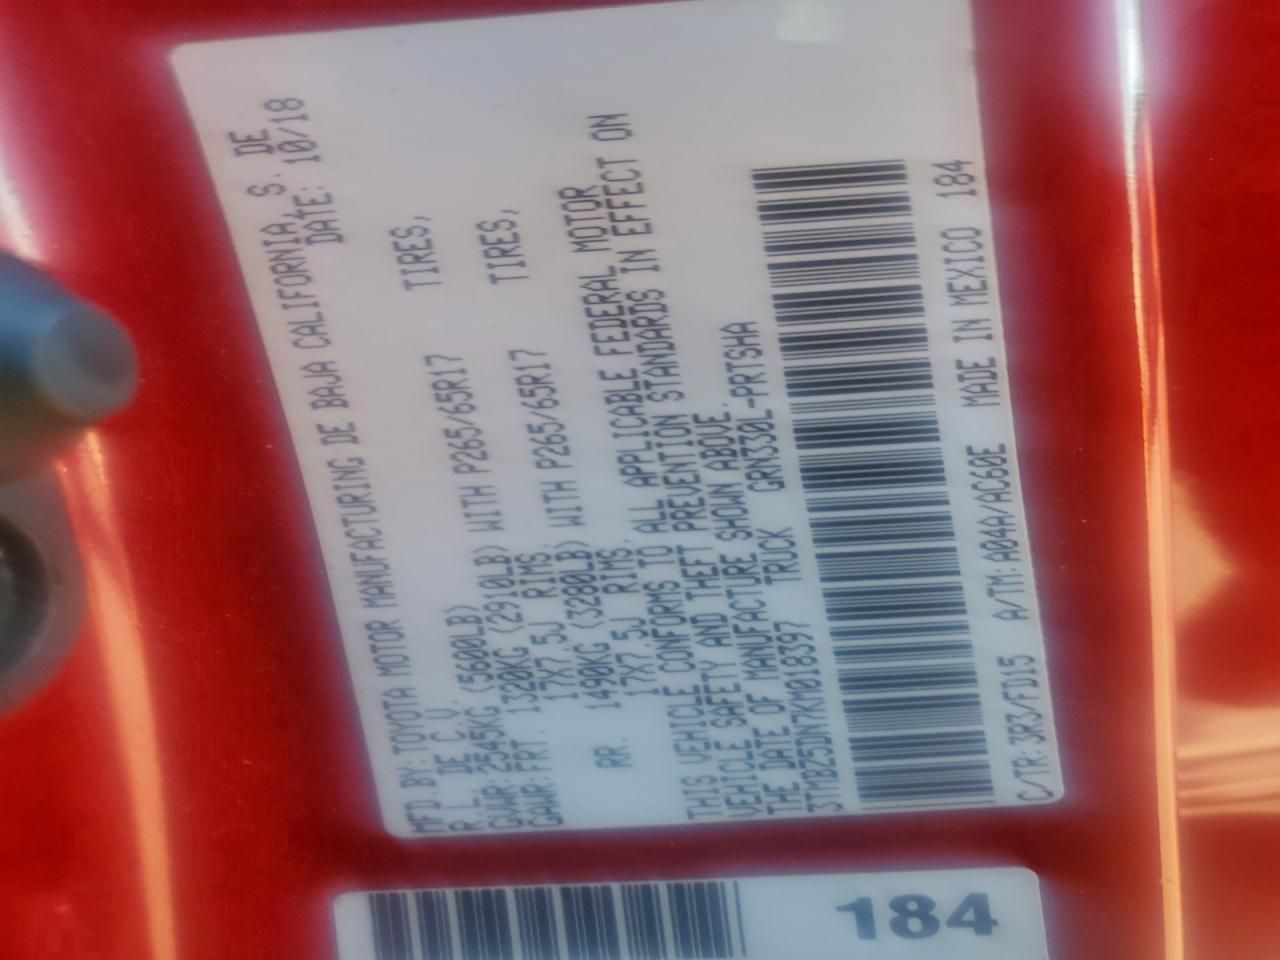 MFD.BY:TOYOTA MOTOR MANUFACTURING DE BAJA CALIFORNIA, S. DE
R.L. DE C.V. DATE: 10/18
GVWR:2545KG (5600LB)
GAWR:FRT. 1320KG (2910LB) WITH P265/65R17 TIRES,
17X7.5J RIMS.
RR. 1490KG (3280LB) WITH P265/65R17 TIRES,
17X7.5J RIMS.
THIS VEHICLE CONFORMS TO ALL APPLICABLE FEDERAL MOTOR
VEHICLE SAFETY AND THEFT PREVENTION STANDARDS IN EFFECT ON
THE DATE OF MANUFACTURE SHOWN ABOVE.
3TMBZ5DN7KM018397 TRUCK GRN330L-PRTSHA
C/TR:3R3/FD15 A/TM:A04A/AC60E MADE IN MEXICO 184
184